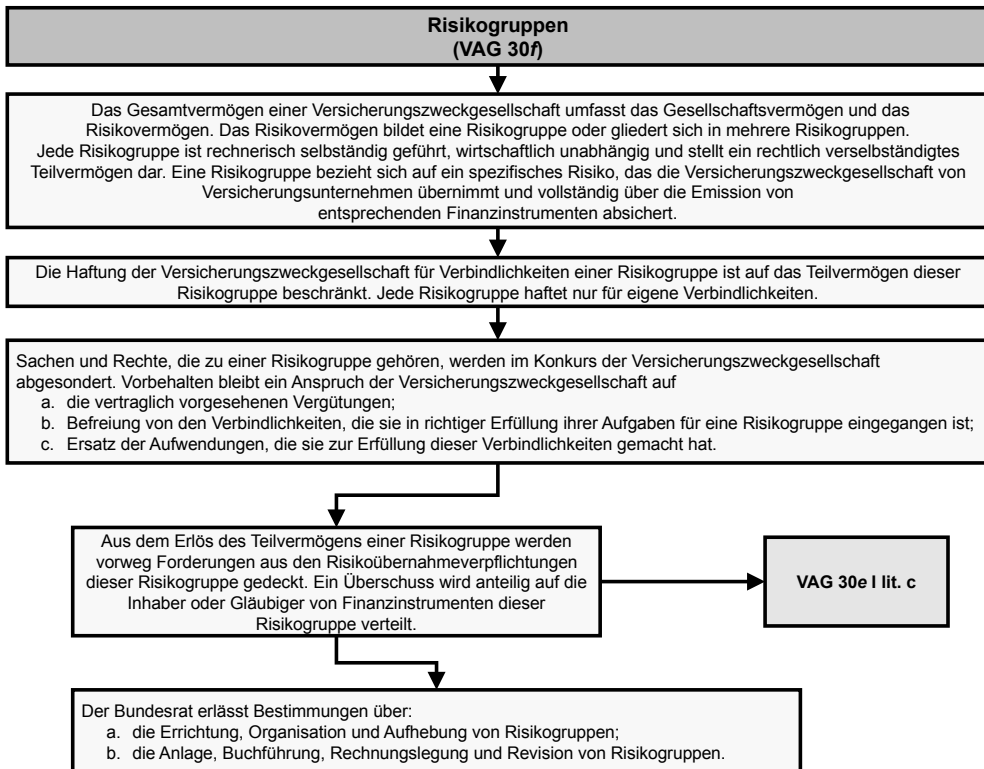 Risikogruppen
(VAG 30f)
Das Gesamtvermögen einer Versicherungszweckgesellschaft umfasst das Gesellschaftsvermögen und das
Risikovermögen. Das Risikovermögen bildet eine Risikogruppe oder gliedert sich in mehrere Risikogruppen.
Jede Risikogruppe ist rechnerisch selbständig geführt, wirtschaftlich unabhängig und stellt ein rechtlich verselbständigtes
Teilvermögen dar. Eine Risikogruppe bezieht sich auf ein spezifisches Risiko, das die Versicherungszweckgesellschaft von
Versicherungsunternehmen übernimmt und vollständig über die Emission von
entsprechenden Finanzinstrumenten absichert.
Die Haftung der Versicherungszweckgesellschaft für Verbindlichkeiten einer Risikogruppe ist auf das Teilvermögen dieser
Risikogruppe beschränkt. Jede Risikogruppe haftet nur für eigene Verbindlichkeiten.
Sachen und Rechte, die zu einer Risikogruppe gehören, werden im Konkurs der Versicherungszweckgesellschaft
abgesondert. Vorbehalten bleibt ein Anspruch der Versicherungszweckgesellschaft auf
a. die vertraglich vorgesehenen Vergütungen;
b. Befreiung von den Verbindlichkeiten, die sie in richtiger Erfüllung ihrer Aufgaben für eine Risikogruppe eingegangen ist;
c. Ersatz der Aufwendungen, die sie zur Erfüllung dieser Verbindlichkeiten gemacht hat.
Aus dem Erlös des Teilvermögens einer Risikogruppe werden
vorweg Forderungen aus den Risikoübernahmeverpflichtungen
dieser Risikogruppe gedeckt. Ein Überschuss wird anteilig auf die
Inhaber oder Gläubiger von Finanzinstrumenten dieser
Risikogruppe verteilt.
VAG 30e I lit. c
Der Bundesrat erlässt Bestimmungen über:
a. die Errichtung, Organisation und Aufhebung von Risikogruppen;
b. die Anlage, Buchführung, Rechnungslegung und Revision von Risikogruppen.